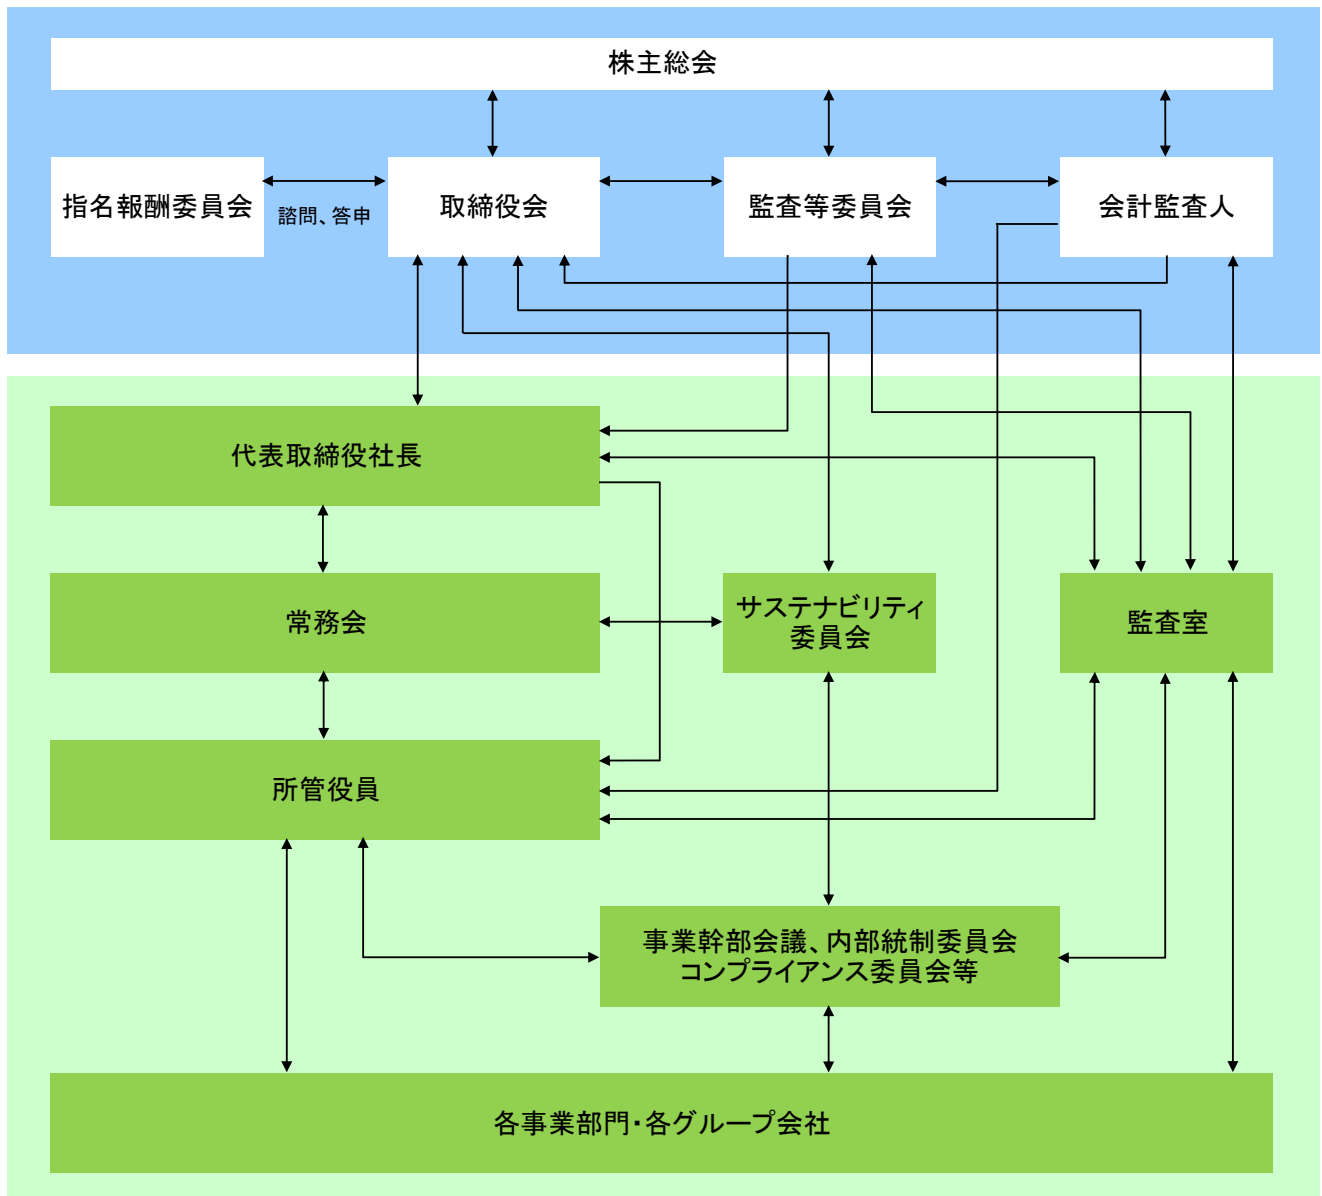 株主総会
指名報酬委員会
諮問、答申
取締役会
監査等委員会
会計監査人
代表取締役社長
常務会
サステナビリティ
委員会
監査室
所管役員
事業幹部会議、内部統制委員会
コンプライアンス委員会等
各事業部門・各グループ会社